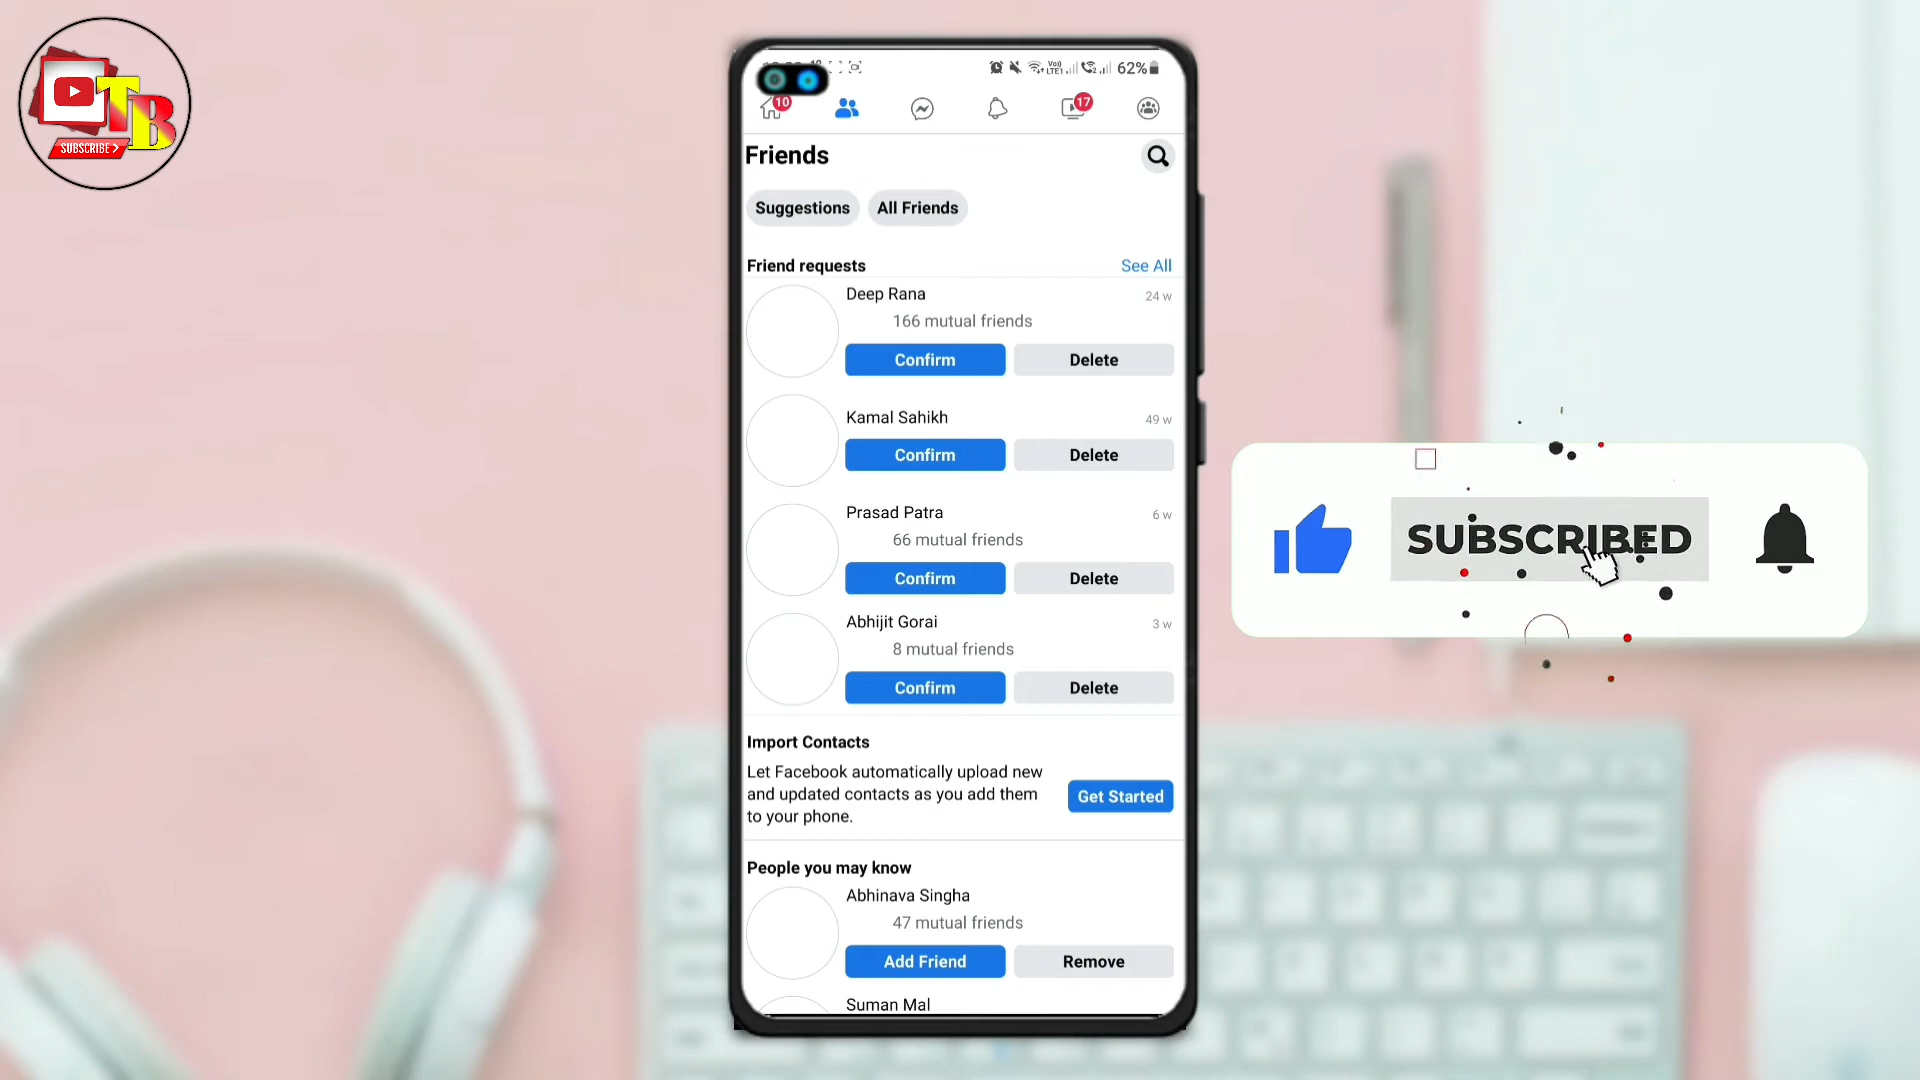 TB
SUBSCRIBE >
62%
10
17
Friends
Suggestions
All Friends
Friend requests
See All
Deep Rana
24 w
166 mutual friends
Confirm
Delete
Kamal Sahikh
49 w
Confirm
Delete
Prasad Patra
6 w
66 mutual friends
Confirm
Delete
Abhijit Gorai
3 w
8 mutual friends
Confirm
Delete
Import Contacts
Let Facebook automatically upload new
and updated contacts as you add them
to your phone.
Get Started
People you may know
Abhinava Singha
47 mutual friends
Add Friend
Remove
Suman Mal
SUBSCRIBED